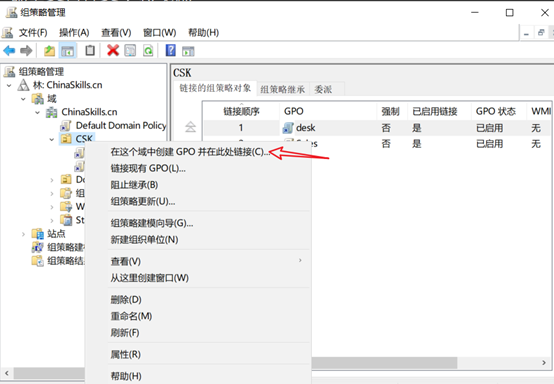 组策略管理
文件(F) 操作(A) 查看(V) 窗口(W) 帮助(H)
组策略管理
林: ChinaSkills.cn
域
ChinaSkills.cn
Default Domain Policy
CSK
Do
组
W
St
站点
组策略建
组策略结
CSK
链接的组策略对象 组策略继承 委派
链接顺序 GPO 强制 已启用链接 GPO 状态 WMI
1 desk 否 是 已启用 无
否 是 已启用 无
在这个域中创建 GPO 并在此处链接(C)...
链接现有 GPO(L)...
阻止继承(B)
组策略更新(U)...
组策略建模向导(G)...
新建组织单位(N)
查看(V)
从这里创建窗口(W)
删除(D)
重命名(M)
刷新(F)
属性(R)
帮助(H)